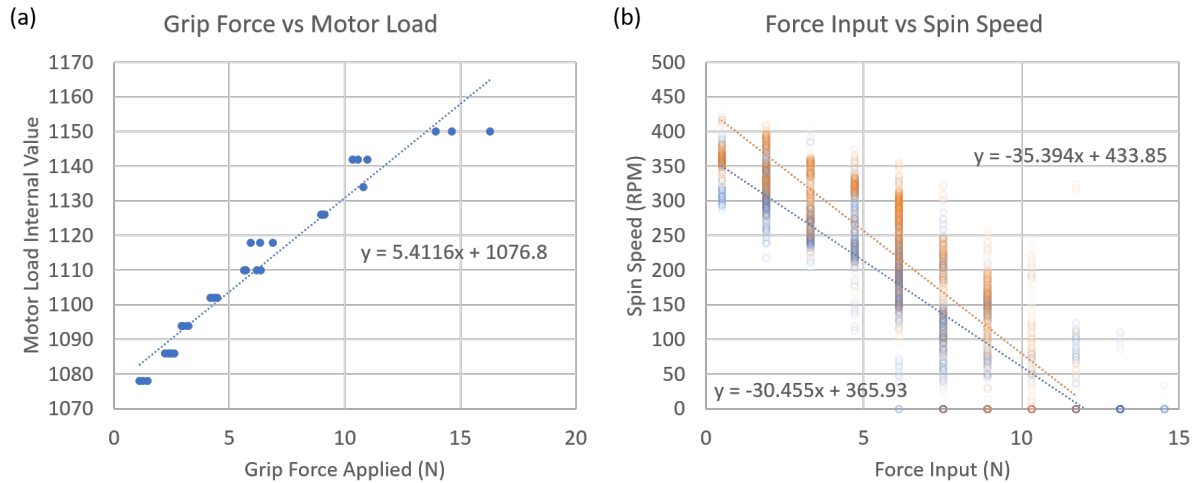 (a)
Grip Force vs Motor Load
Motor Load Internal Value
1170
1160
1150
1140
1130
1120
1110
1100
1090
1080
1070
y = 5.4116x + 1076.8
0 5 10 15 20
Grip Force Applied (N)
(b)
Force Input vs Spin Speed
Spin Speed (RPM)
500
450
400
350
300
250
200
150
100
50
0
y = -35.394x + 433.85
y = -30.455x + 365.93
0 5 10 15
Force Input (N)